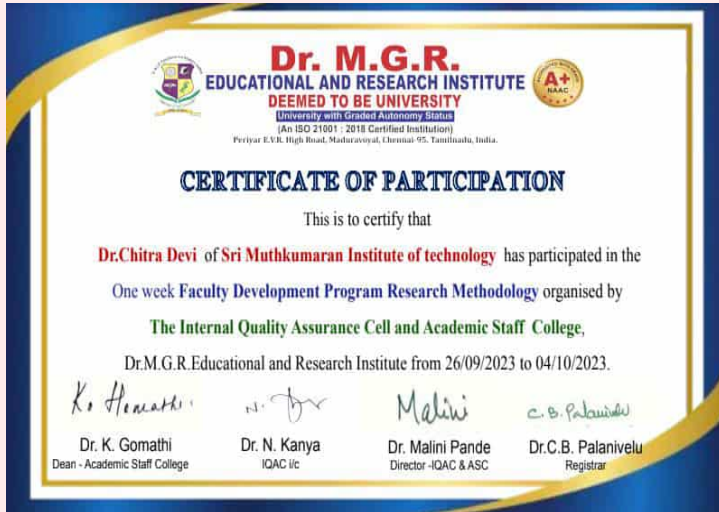 Dr. M.G.R.
EDUCATIONAL AND RESEARCH INSTITUTE
DEEMED TO BE UNIVERSITY
University with Graded Autonomy Status
(An ISO 21001 : 2018 Certified Institution)
Periyar E.V.R. High Road, Maduravoyal, Chennai-95. Tamilnadu, India.
A+
NAAC
CERTIFICATE OF PARTICIPATION
This is to certify that
Dr.Chitra Devi of Sri Muthkumaran Institute of technology has participated in the
One week Faculty Development Program Research Methodology organised by
The Internal Quality Assurance Cell and Academic Staff College,
Dr.M.G.R.Educational and Research Institute from 26/09/2023 to 04/10/2023.
Malini
C.B. Palanivelu
Dr. K. Gomathi
Dean - Academic Staff College
Dr. N. Kanya
IQAC i/c
Dr. Malini Pande
Director -IQAC & ASC
Dr.C.B. Palanivelu
Registrar